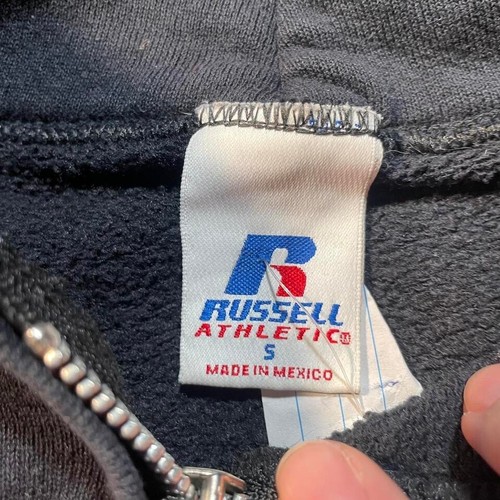 R
RUSSELL
ATHLETIC
S
MADE IN MEXICO